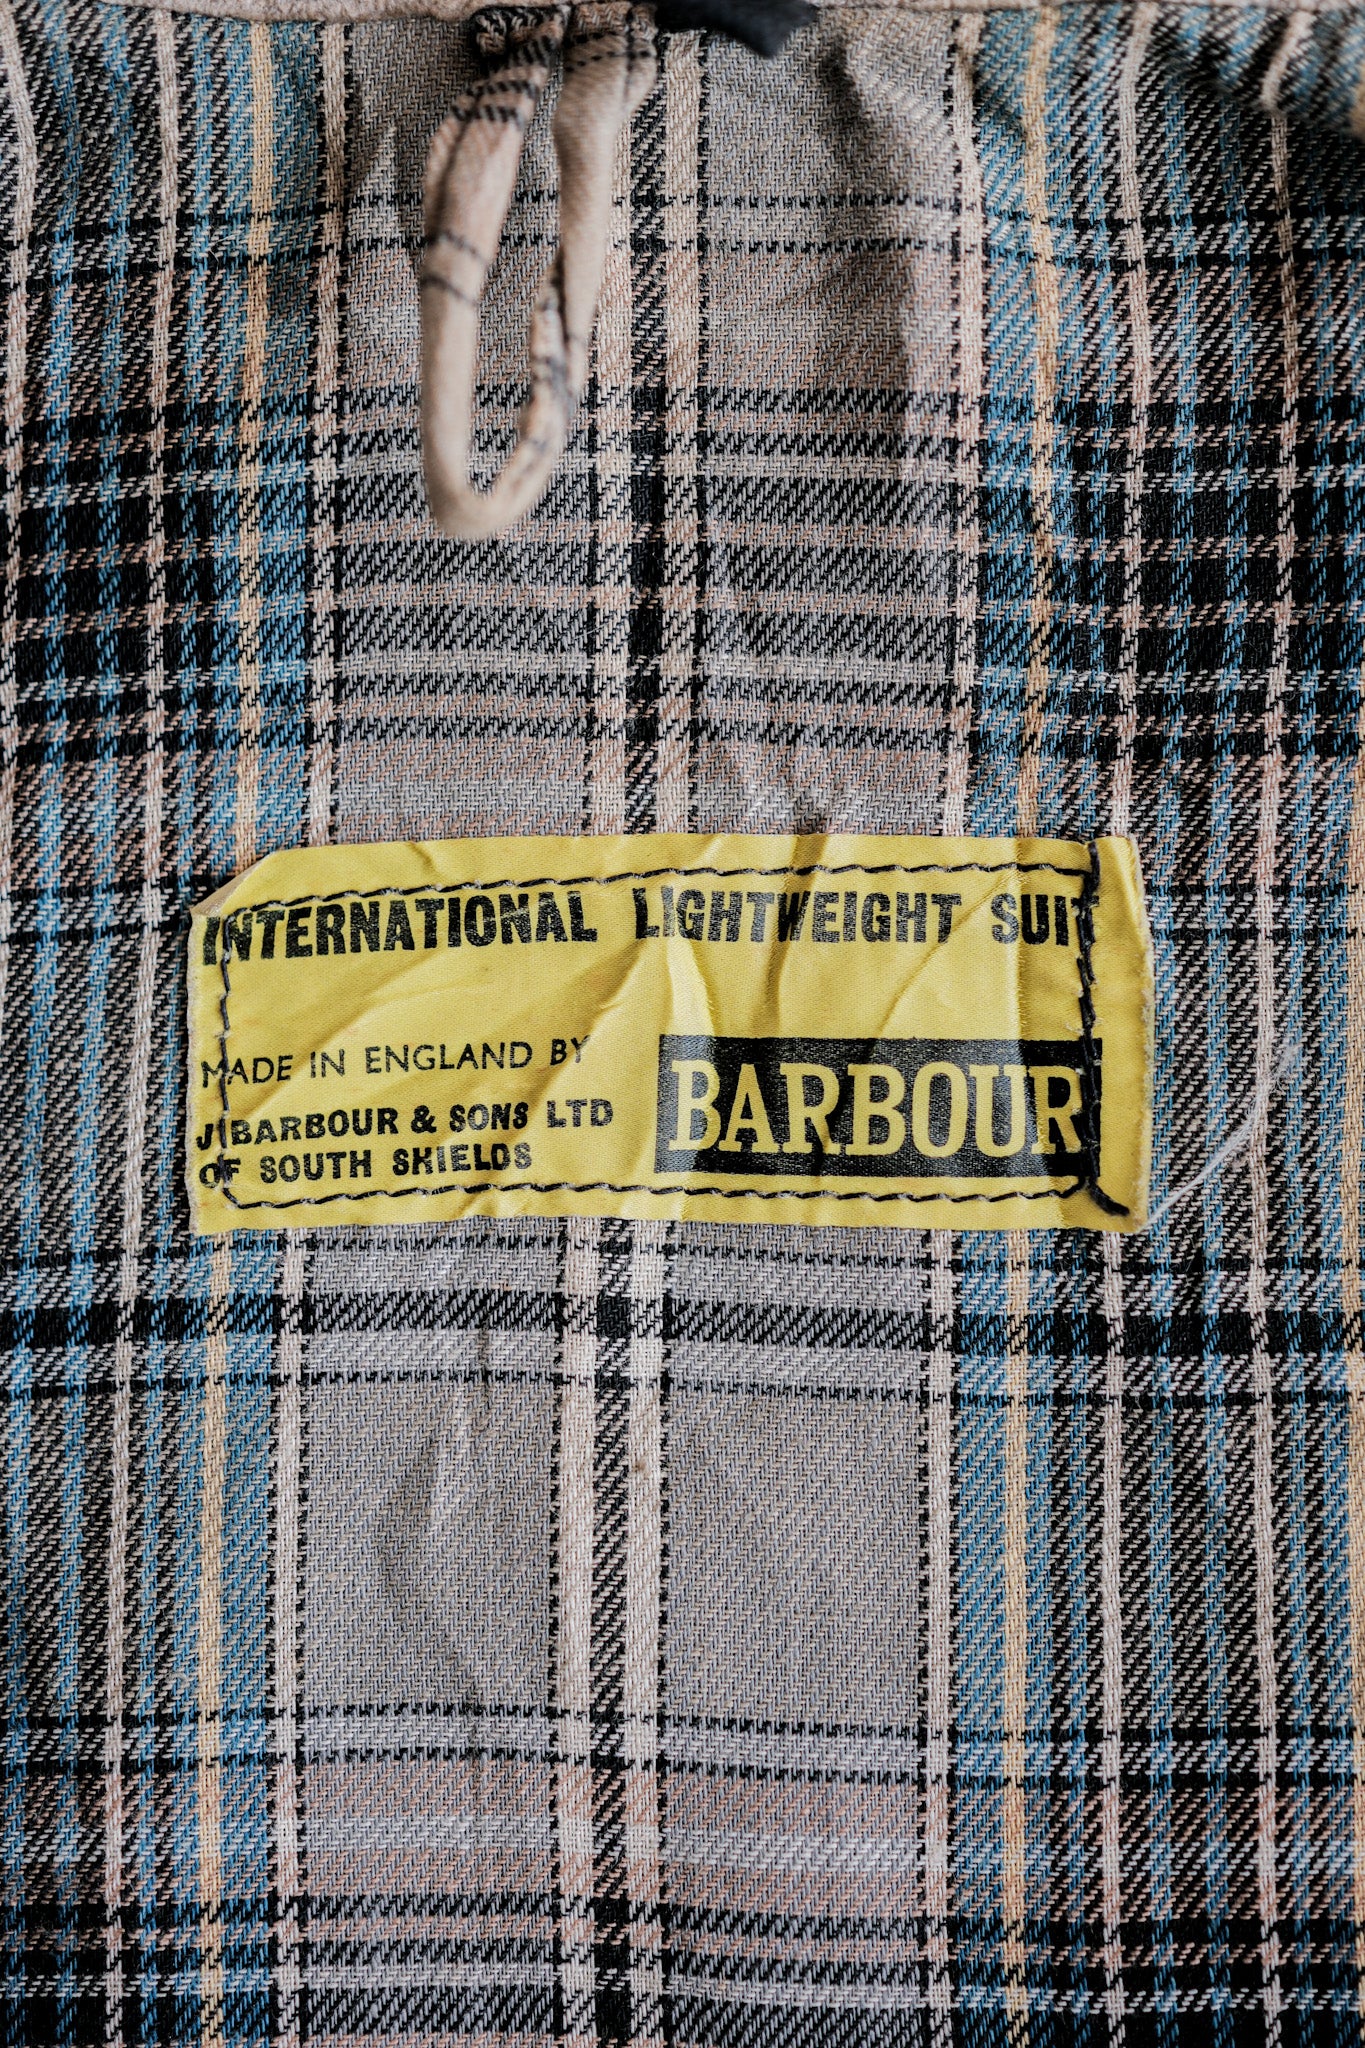 INTERNATIONAL LIGHTWEIGHT SUIT
MADE IN ENGLAND BY
J. BARBOUR & SONS LTD
OF SOUTH SHIELDS
BARBOUR